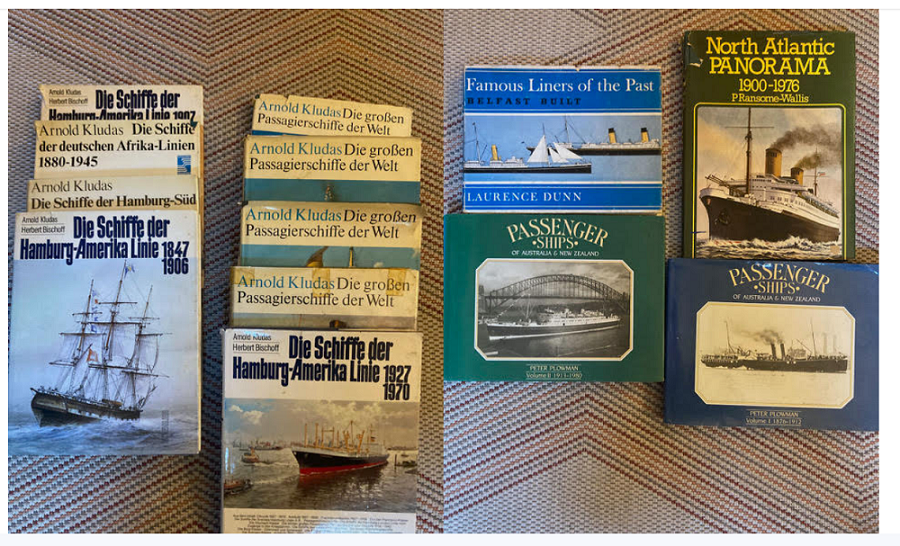 Arnold Kludas
Herbert Bischoff
Die Schiffe der
Hamburg-Amerika Linie 1907
Arnold Kludas Die Schiffe
der deutschen Afrika-Linien
1880-1945
Arnold Kludas
Die Schiffe der Hamburg-Süd
Arnold Kludas
Herbert Bischoff
Die Schiffe der
Hamburg-Amerika Linie 1847
1906
Arnold Kludas Die großen
Passagierschiffe der Welt
Arnold Kludas Die großen
Passagierschiffe der Welt
Arnold Kludas Die großen
Passagierschiffe der Welt
Arnold Kludas Die großen
Passagierschiffe der Welt
Arnold Kludas
Herbert Bischoff
Die Schiffe der
Hamburg-Amerika Linie 1927
1970
Famous Liners of the Past
BELFAST BUILT
LAURENCE DUNN
North Atlantic
PANORAMA
1900-1976
P Ransome-Wallis
PASSENGER
•SHIPS•
OF AUSTRALIA & NEW ZEALAND
PETER PLOWMAN
Volume II 1913-1980
PASSENGER
•SHIPS•
OF AUSTRALIA & NEW ZEALAND
PETER PLOWMAN
Volume I 1876-1912